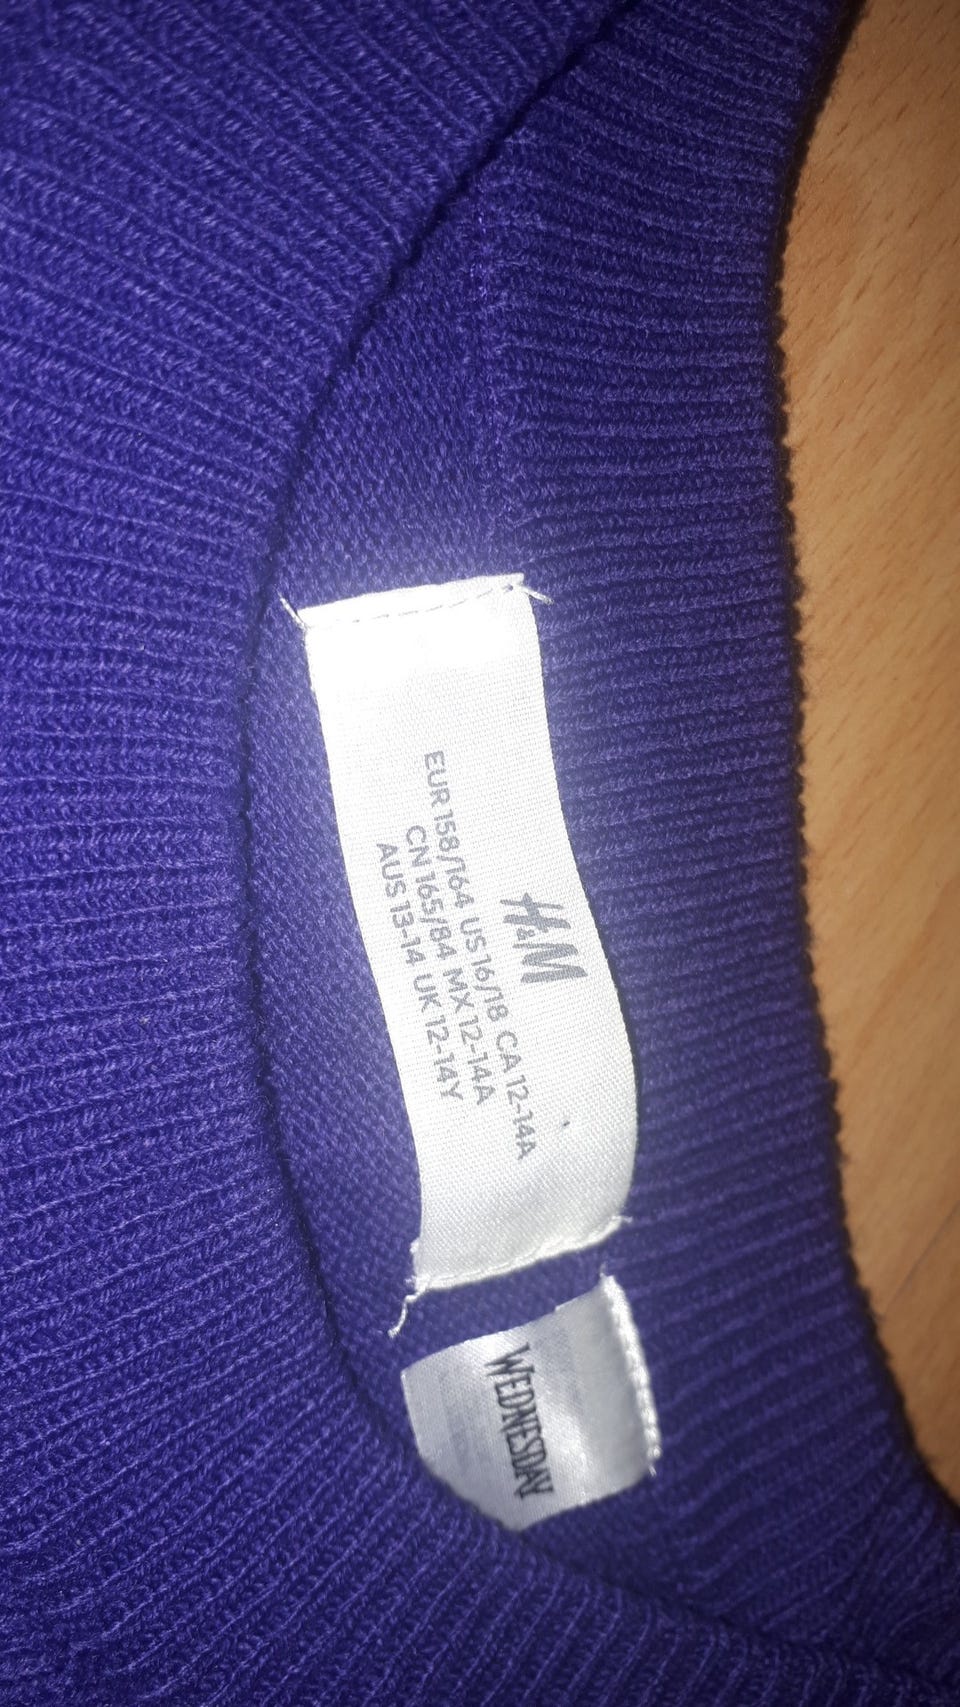 H&M
EUR 158/164 US 16/18 CA 12-14A
CN 165/84 MX 12-14A
AUS 13-14 UK 12-14Y
WEDNESDAY